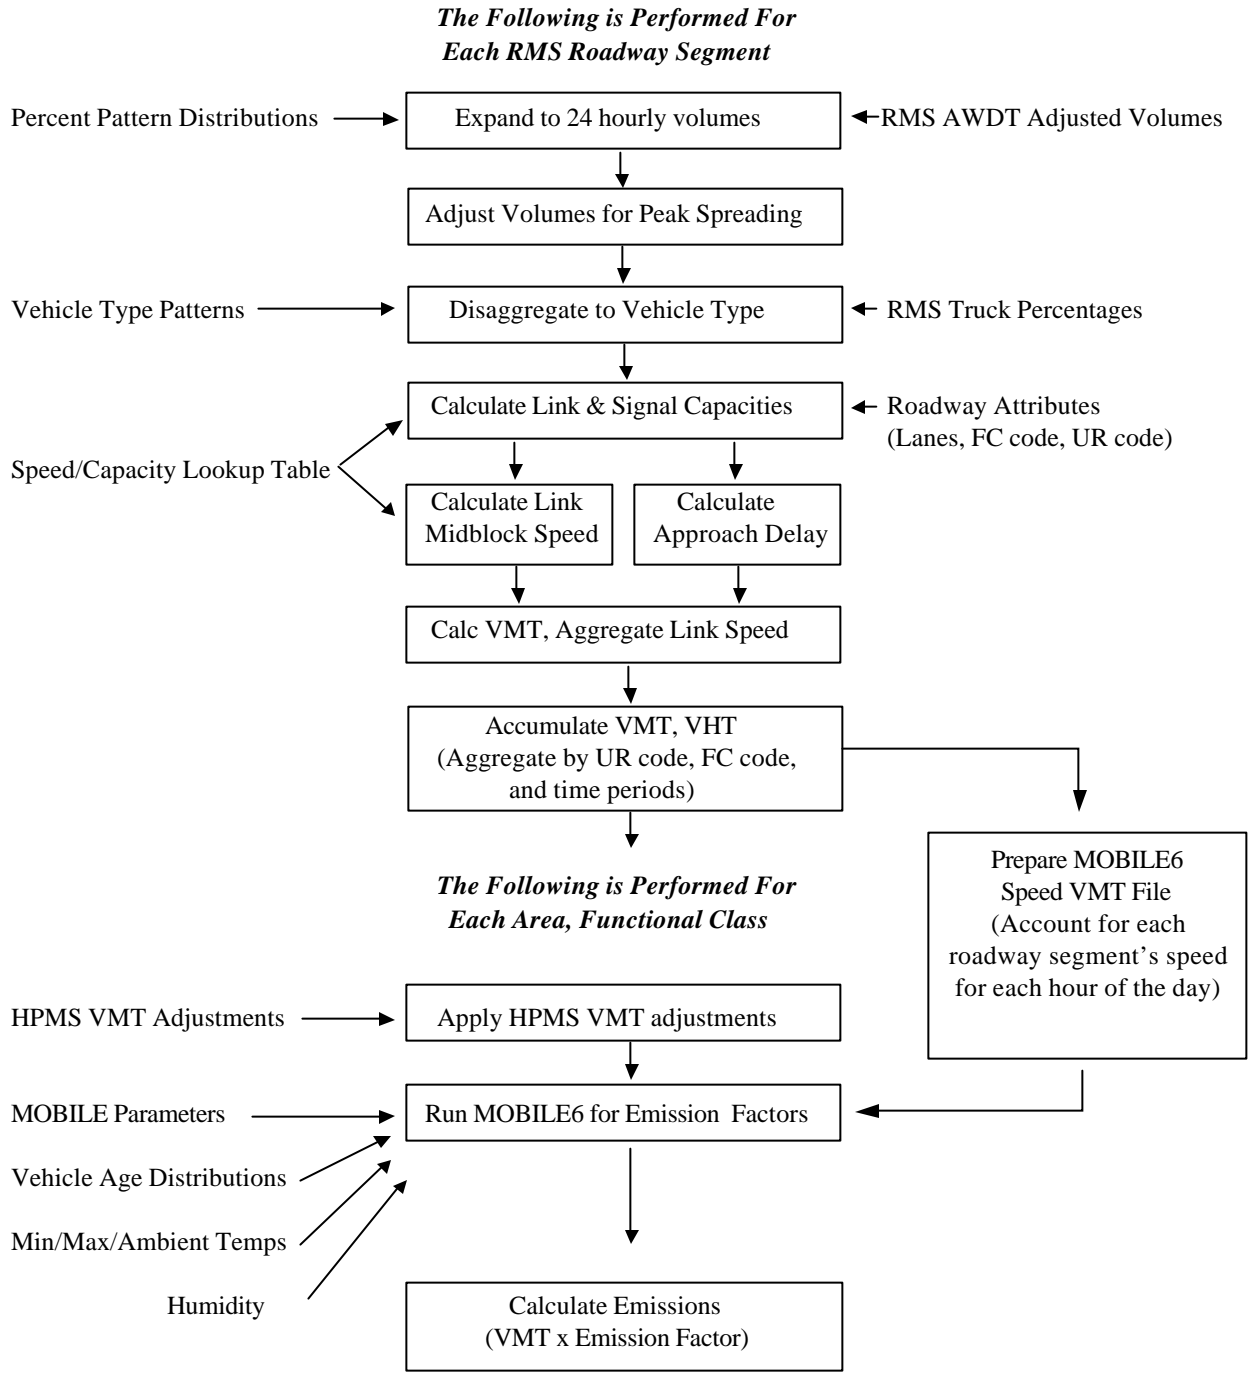 The Following is Performed For
Each RMS Roadway Segment
Percent Pattern Distributions
Expand to 24 hourly volumes
RMS AWDT Adjusted Volumes
Adjust Volumes for Peak Spreading
Vehicle Type Patterns
Disaggregate to Vehicle Type
RMS Truck Percentages
Calculate Link & Signal Capacities
Roadway Attributes
(Lanes, FC code, UR code)
Speed/Capacity Lookup Table
Calculate Link
Midblock Speed
Calculate
Approach Delay
Calc VMT, Aggregate Link Speed
Accumulate VMT, VHT
(Aggregate by UR code, FC code,
and time periods)
Prepare MOBILE6
Speed VMT File
(Account for each
roadway segment's speed
for each hour of the day)
The Following is Performed For
Each Area, Functional Class
HPMS VMT Adjustments
Apply HPMS VMT adjustments
MOBILE Parameters
Run MOBILE6 for Emission Factors
Vehicle Age Distributions
Min/Max/Ambient Temps
Humidity
Calculate Emissions
(VMT x Emission Factor)